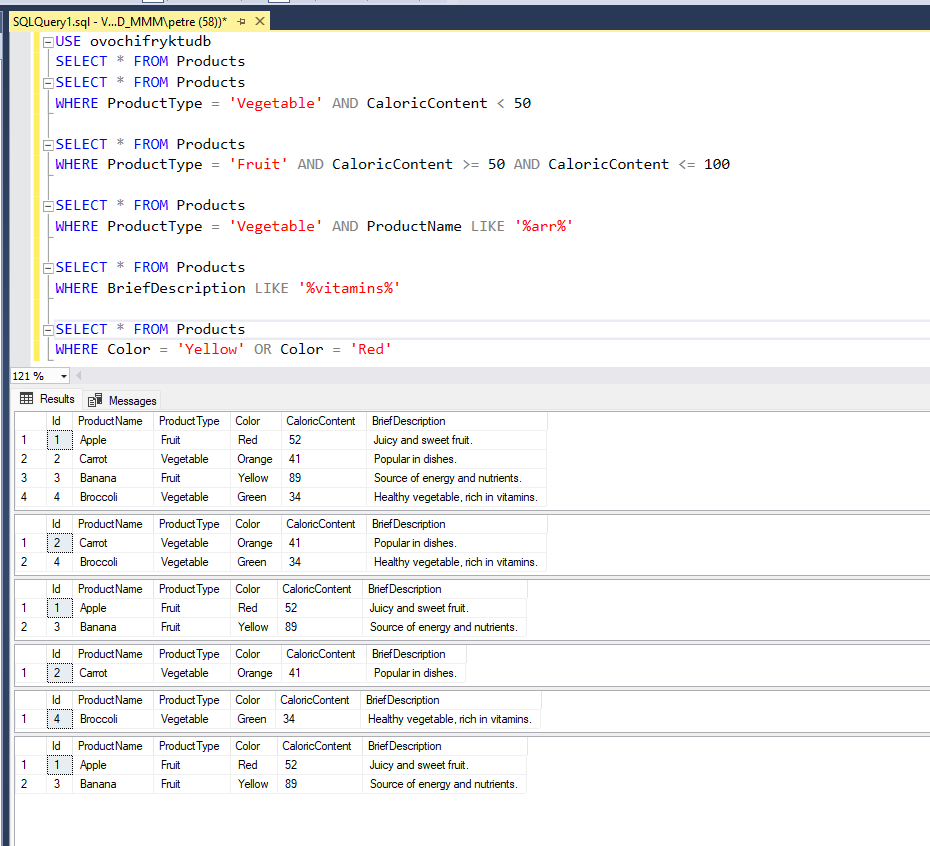 SQLQuery1.sql - V...D_MMM\petre (58))*
USE ovochifryktudb
SELECT * FROM Products
SELECT * FROM Products
WHERE ProductType = 'Vegetable' AND CaloricContent < 50
SELECT * FROM Products
WHERE ProductType = 'Fruit' AND CaloricContent >= 50 AND CaloricContent <= 100
SELECT * FROM Products
WHERE ProductType = 'Vegetable' AND ProductName LIKE '%arr%'
SELECT * FROM Products
WHERE BriefDescription LIKE '%vitamins%'
SELECT * FROM Products
WHERE Color = 'Yellow' OR Color = 'Red'
121 %
Results Messages
Id ProductName ProductType Color CaloricContent BriefDescription
1 1 Apple Fruit Red 52 Juicy and sweet fruit.
2 2 Carrot Vegetable Orange 41 Popular in dishes.
3 3 Banana Fruit Yellow 89 Source of energy and nutrients.
4 4 Broccoli Vegetable Green 34 Healthy vegetable, rich in vitamins.
Id ProductName ProductType Color CaloricContent BriefDescription
1 2 Carrot Vegetable Orange 41 Popular in dishes.
2 4 Broccoli Vegetable Green 34 Healthy vegetable, rich in vitamins.
Id ProductName ProductType Color CaloricContent BriefDescription
1 1 Apple Fruit Red 52 Juicy and sweet fruit.
2 3 Banana Fruit Yellow 89 Source of energy and nutrients.
Id ProductName ProductType Color CaloricContent BriefDescription
1 2 Carrot Vegetable Orange 41 Popular in dishes.
Id ProductName ProductType Color CaloricContent BriefDescription
1 4 Broccoli Vegetable Green 34 Healthy vegetable, rich in vitamins.
Id ProductName ProductType Color CaloricContent BriefDescription
1 1 Apple Fruit Red 52 Juicy and sweet fruit.
2 3 Banana Fruit Yellow 89 Source of energy and nutrients.